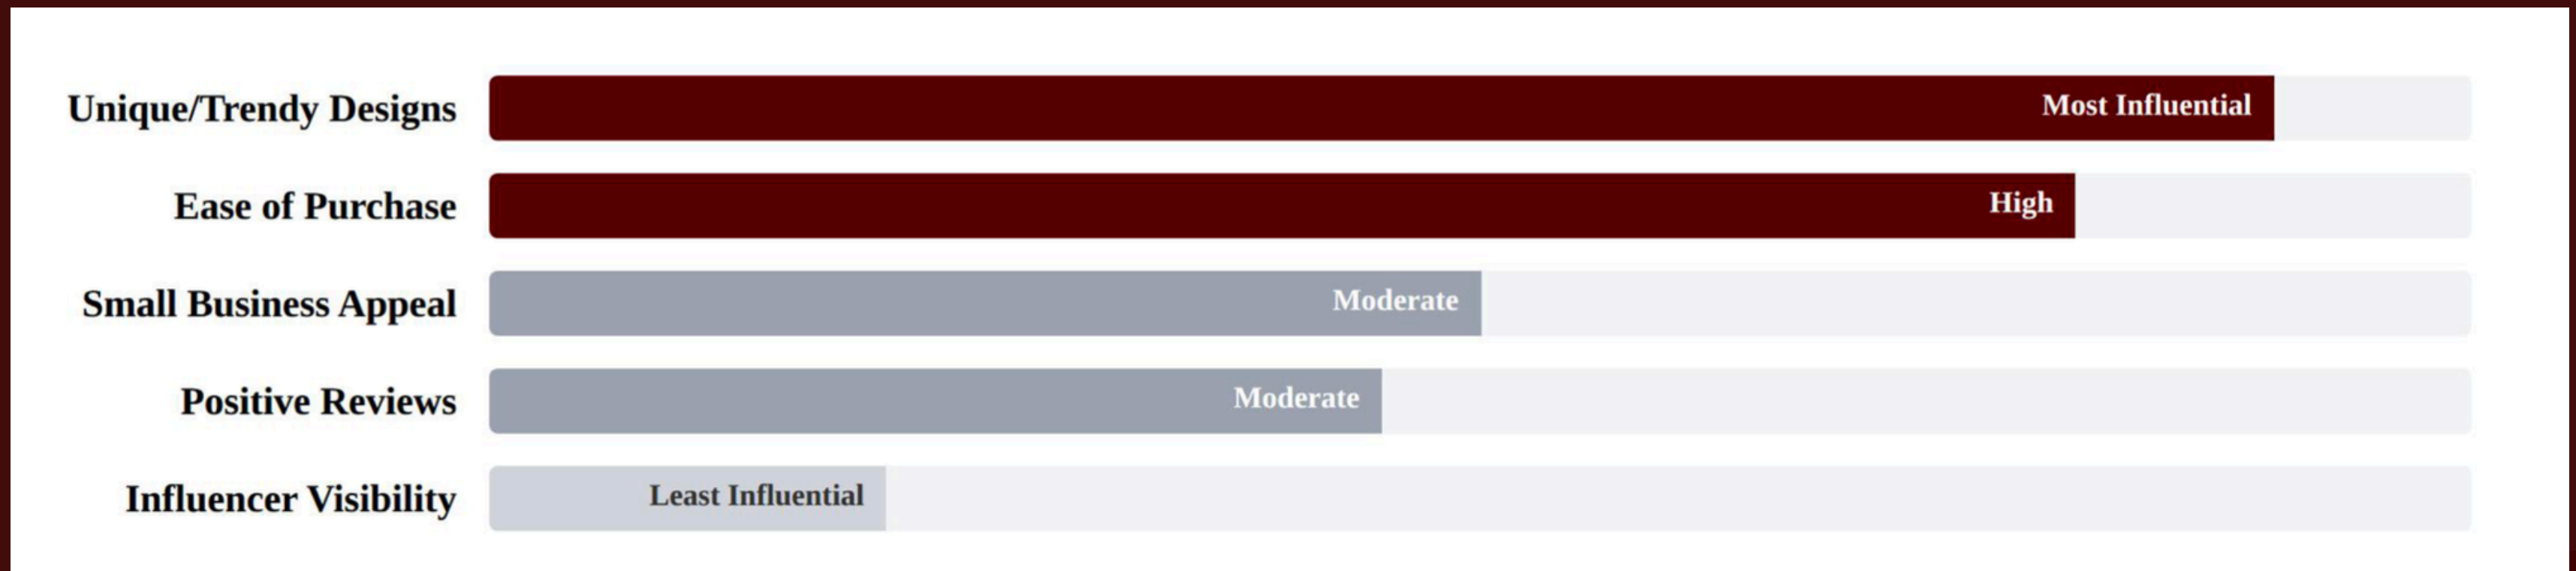 Unique/Trendy Designs Most Influential
Ease of Purchase High
Small Business Appeal Moderate
Positive Reviews Moderate
Influencer Visibility Least Influential